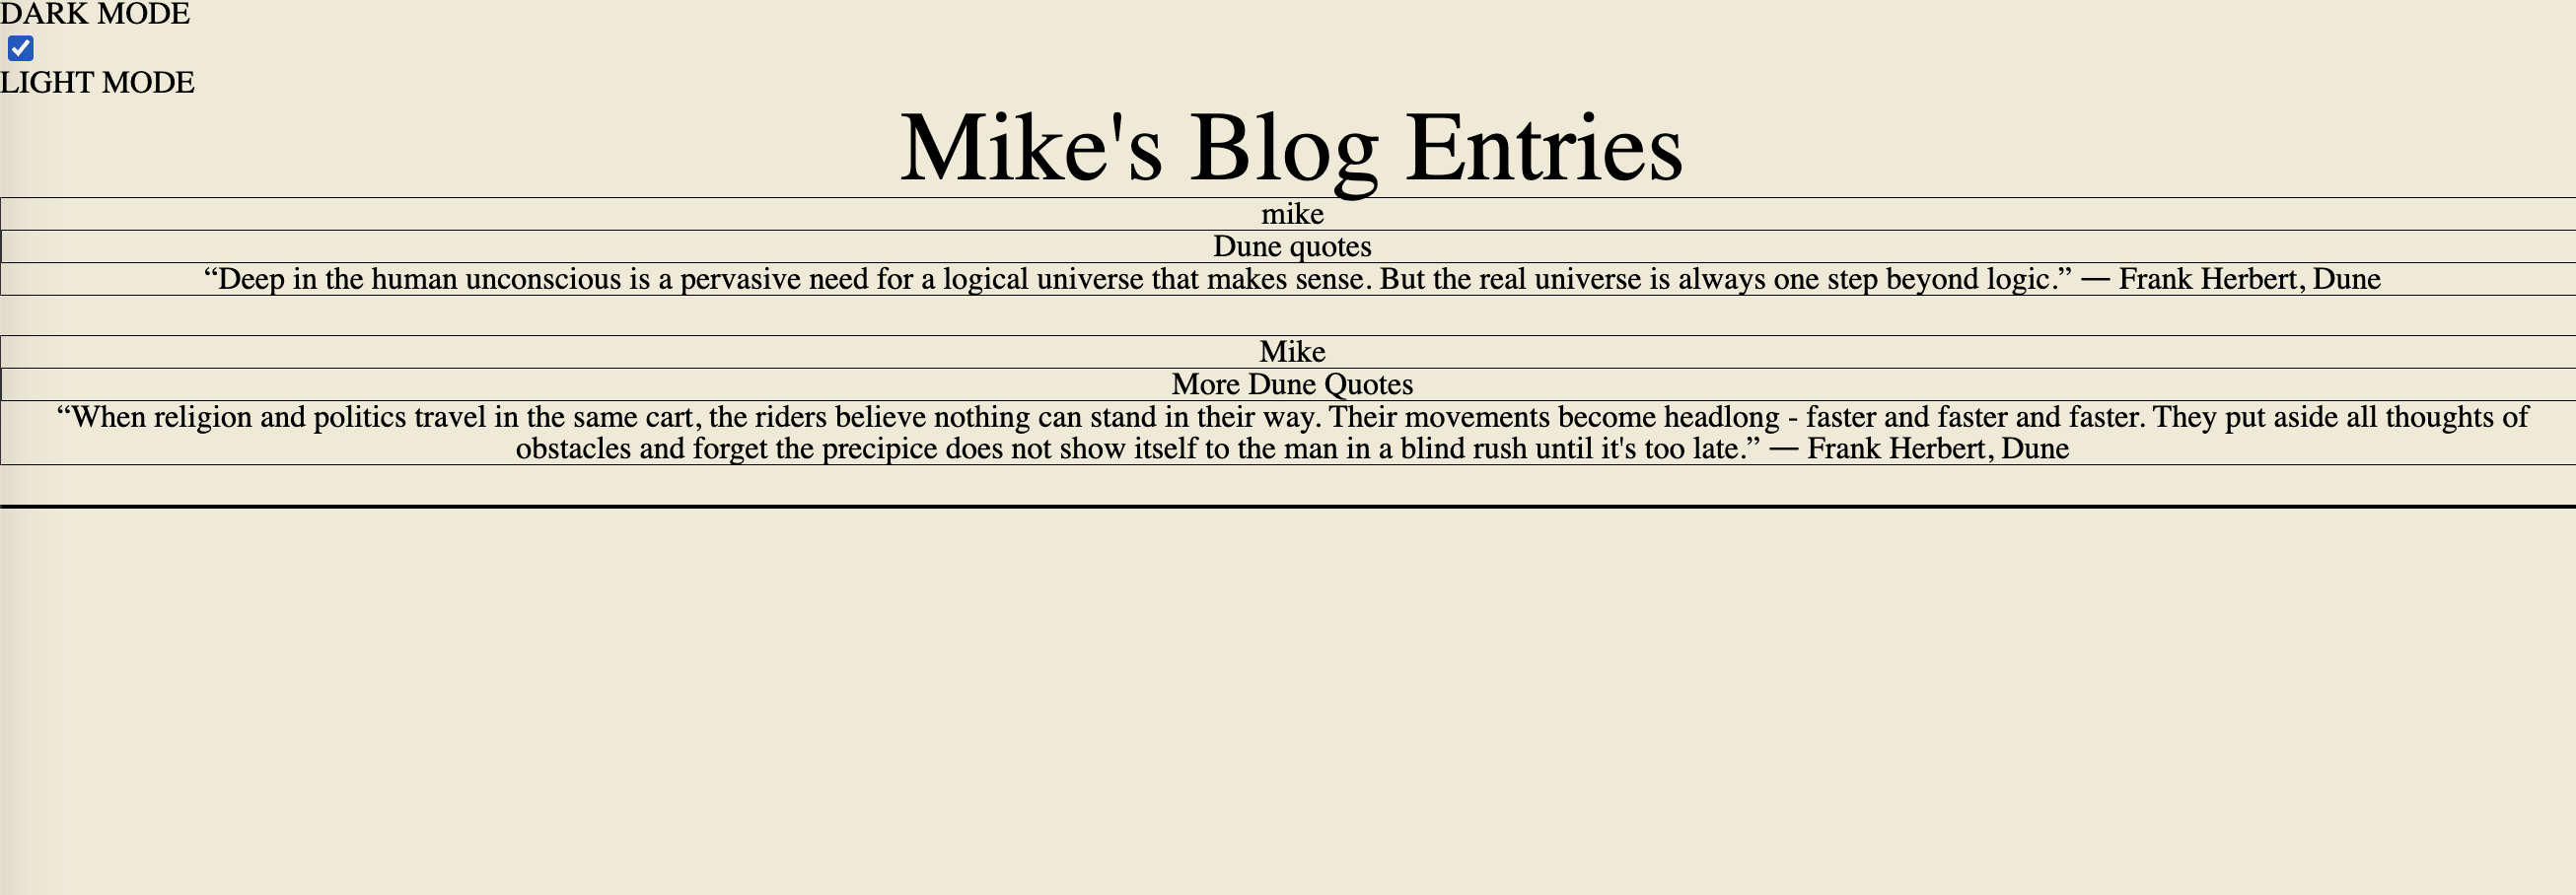 DARK MODE
LIGHT MODE
Mike's Blog Entries
mike
Dune quotes
“Deep in the human unconscious is a pervasive need for a logical universe that makes sense. But the real universe is always one step beyond logic.” — Frank Herbert, Dune
Mike
More Dune Quotes
“When religion and politics travel in the same cart, the riders believe nothing can stand in their way. Their movements become headlong - faster and faster and faster. They put aside all thoughts of
obstacles and forget the precipice does not show itself to the man in a blind rush until it's too late.” — Frank Herbert, Dune